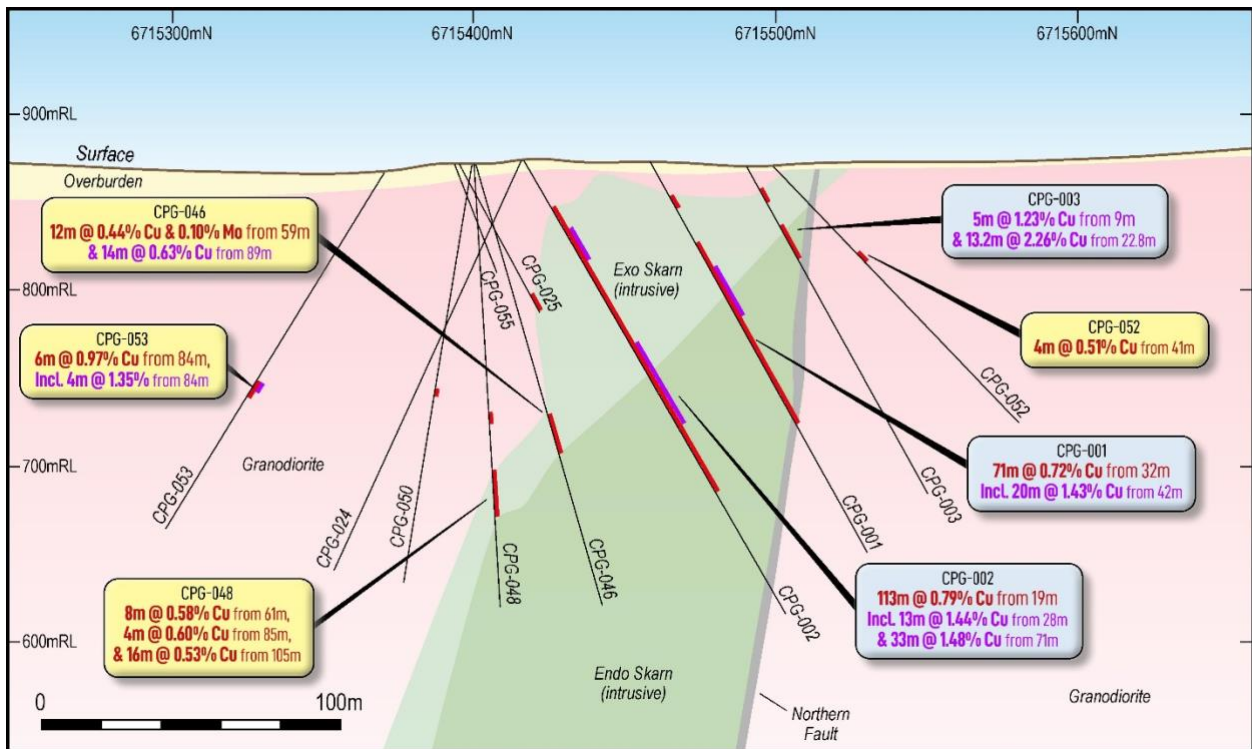 6715300mN
6715400mN
6715500mN
6715600mN
900mRL
Surface
Overburden
CPG-046
12m @ 0.44% Cu & 0.10% Mo from 59m
& 14m @ 0.63% Cu from 89m
CPG-003
5m @ 1.23% Cu from 9m
& 13.2m @ 2.26% Cu from 22.8m
Exo Skarn
(intrusive)
800mRL
CPG-025
CPG-055
CPG-053
6m @ 0.97% Cu from 84m,
Incl. 4m @ 1.35% from 84m
CPG-052
4m @ 0.51% Cu from 41m
CPG-052
Granodiorite
700mRL
CPG-053
CPG-024
CPG-050
CPG-048
CPG-046
CPG-002
CPG-001
CPG-003
CPG-001
71m @ 0.72% Cu from 32m
Incl. 20m @ 1.43% Cu from 42m
CPG-048
8m @ 0.58% Cu from 61m,
4m @ 0.60% Cu from 85m,
& 16m @ 0.53% Cu from 105m
CPG-002
113m @ 0.79% Cu from 19m
Incl. 13m @ 1.44% Cu from 28m
& 33m @ 1.48% Cu from 71m
600mRL
Endo Skarn
(intrusive)
0
100m
Northern
Fault
Granodiorite